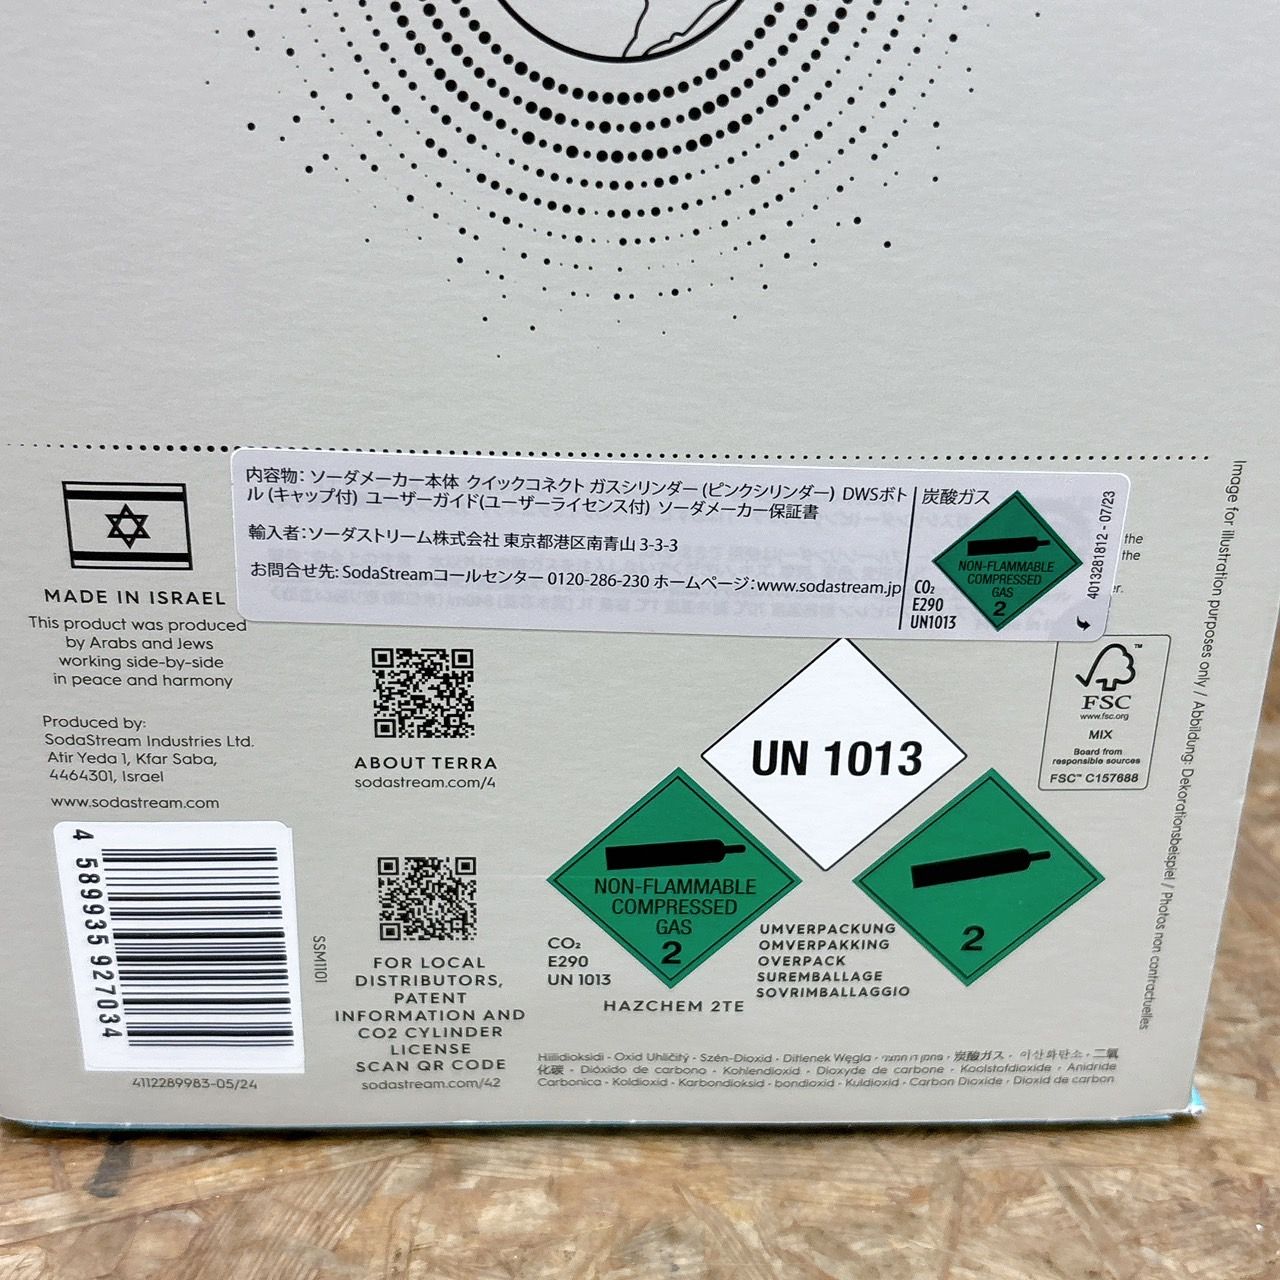 内容物： ソーダメーカー本体 クイックコネクト ガスシリンダー (ピンクシリンダー) DWSボト
ル (キャップ付) ユーザーガイド(ユーザーライセンス付) ソーダメーカー保証書
輸入者：ソーダストリーム株式会社 東京都港区南青山 3-3-3
お問合せ先: SodaStreamコールセンター 0120-286-230 ホームページ：www.sodastream.jp
炭酸ガス
NON-FLAMMABLE
COMPRESSED
GAS
2
CO₂
E290
UN1013
4013281812 - 07/23
the
the
er.
MADE IN ISRAEL
This product was produced
by Arabs and Jews
working side-by-side
in peace and harmony
Produced by:
SodaStream Industries Ltd.
Atir Yeda 1, Kfar Saba,
4464301, Israel
www.sodastream.com
4 589935 927034
4112289983-05/24
SSM1101
ABOUT TERRA
sodastream.com/4
FOR LOCAL
DISTRIBUTORS,
PATENT
INFORMATION AND
CO2 CYLINDER
LICENSE
SCAN QR CODE
sodastream.com/42
UN 1013
NON-FLAMMABLE
COMPRESSED
GAS
2
CO₂
E290
UN 1013
HAZCHEM 2TE
UMVERPACKUNG
OMVERPAKKING
OVERPACK
SUREMBALLAGE
SOVRIMBALLAGGIO
2
FSC™
www.fsc.org
MIX
Board from
responsible sources
FSC™ C157688
Image for illustration purposes only / Abbildung: Dekorationsbeispiel / Photos non contractuelles
Hiilidioksidi - Oxid Uhličitý - Szén-Dioxid - Ditlenek Węgla - פחמן דו חמצני - 炭酸ガス - 이산화탄소 - 二氧
化碳 - Dióxido de carbono - Kohlendioxid - Dioxyde de carbone - Koolstofdioxide - Anidride
Carbonica - Koldioxid - Karbondioksid - bondioxid - Kuldioxid - Carbon Dioxide - Dioxid de carbon